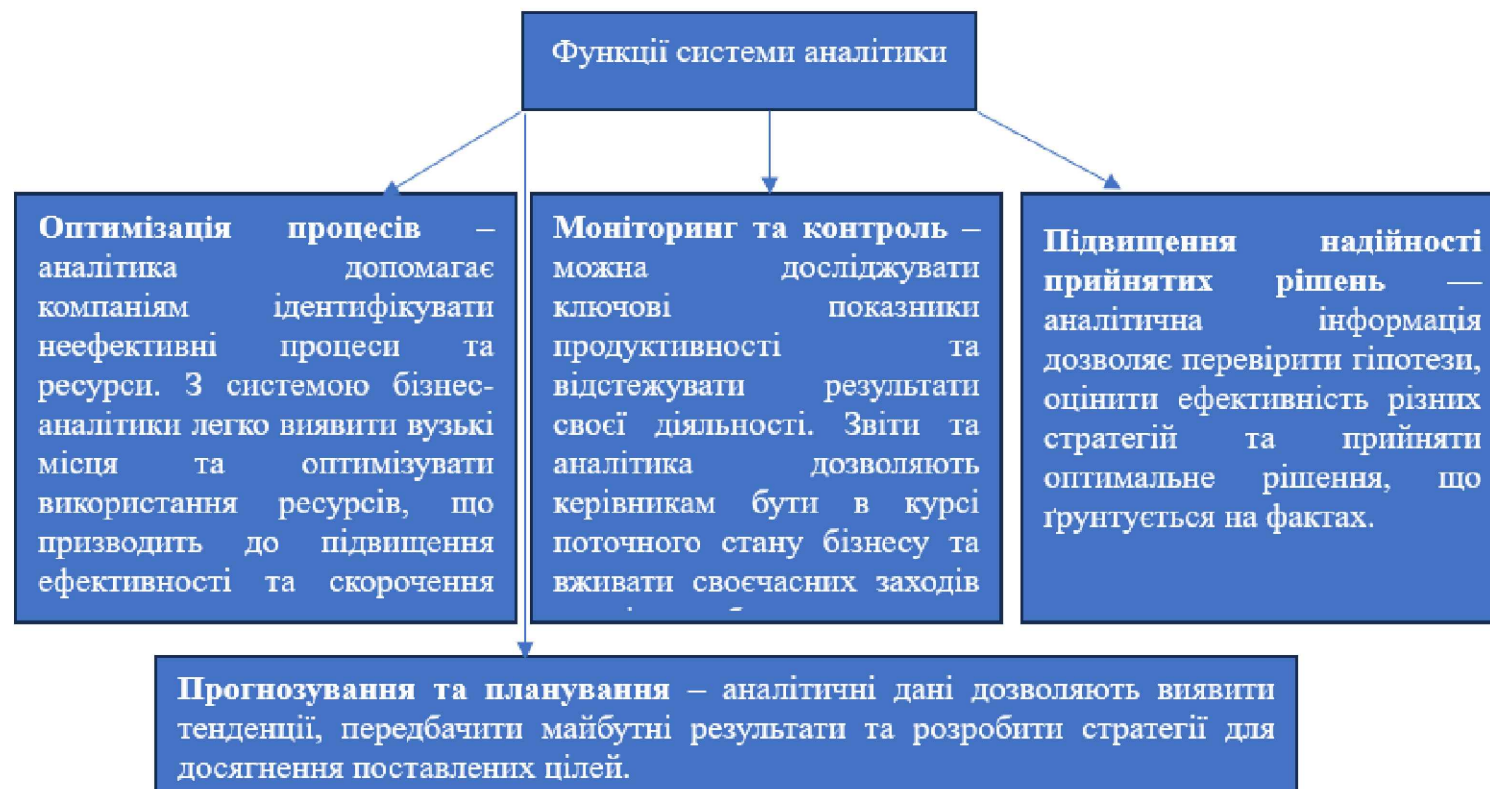 Функції системи аналітики
Оптимізація процесів –
аналітика допомагає
компаніям ідентифікувати
неефективні процеси та
ресурси. З системою бізнес-
аналітики легко виявити вузькі
місця та оптимізувати
використання ресурсів, що
призводить до підвищення
ефективності та скорочення
Моніторинг та контроль –
можна досліджувати
ключові показники
продуктивності та
відстежувати результати
своєї діяльності. Звіти та
аналітика дозволяють
керівникам бути в курсі
поточного стану бізнесу та
вживати своєчасних заходів
Підвищення надійності
прийнятих рішень —
аналітична інформація
дозволяє перевірити гіпотези,
оцінити ефективність різних
стратегій та прийняти
оптимальне рішення, що
ґрунтується на фактах.
Прогнозування та планування – аналітичні дані дозволяють виявити
тенденції, передбачити майбутні результати та розробити стратегії для
досягнення поставлених цілей.